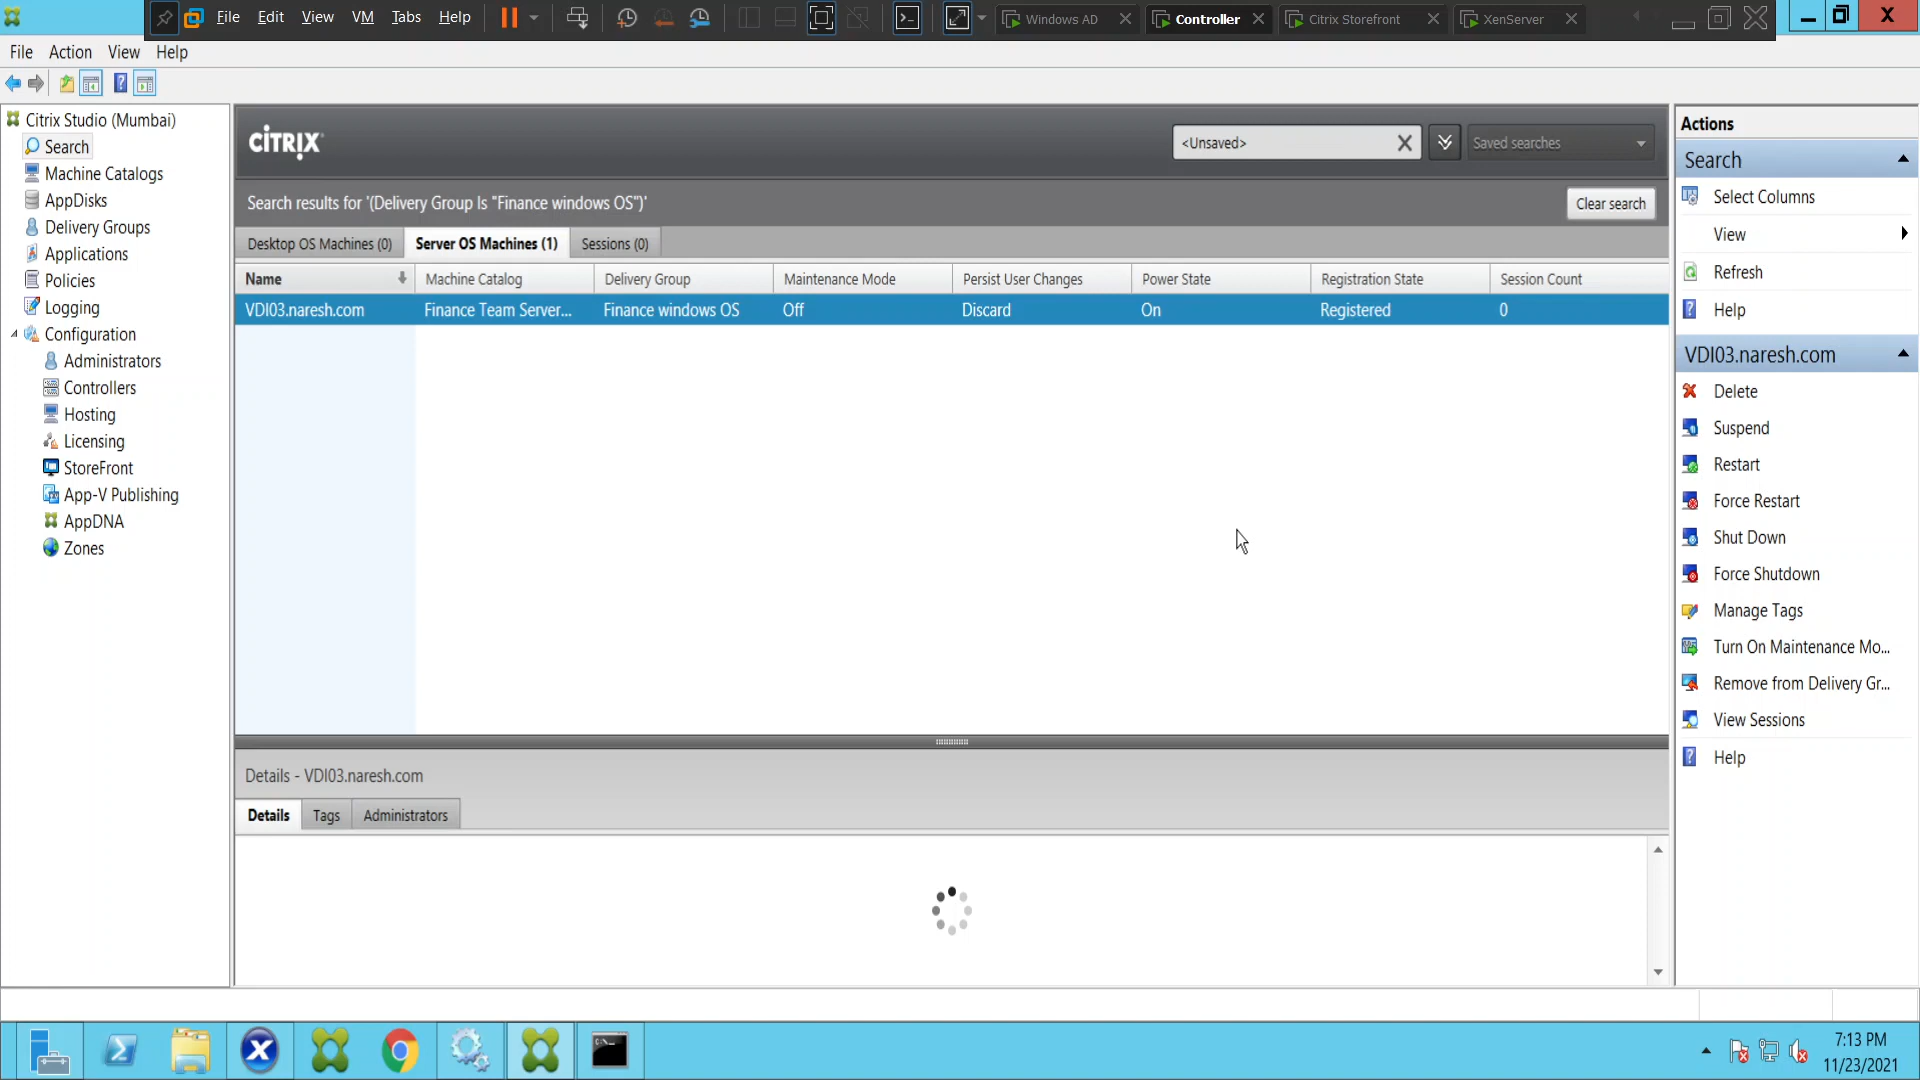 File Edit View VM Tabs Help
Windows AD
Controller
Citrix Storefront
XenServer
File Action View Help
Citrix Studio (Mumbai)
Search
Machine Catalogs
AppDisks
Delivery Groups
Applications
Policies
Logging
Configuration
Administrators
Controllers
Hosting
Licensing
StoreFront
App-V Publishing
AppDNA
Zones
CİTRIX
<Unsaved>
Saved searches
Search results for '(Delivery Group Is "Finance windows OS")'
Clear search
Desktop OS Machines (0) Server OS Machines (1) Sessions (0)
Name Machine Catalog Delivery Group Maintenance Mode Persist User Changes Power State Registration State Session Count
VDI03.naresh.com Finance Team Server... Finance windows OS Off Discard On Registered 0
Details - VDI03.naresh.com
Details Tags Administrators
Actions
Search
Select Columns
View
Refresh
Help
VDI03.naresh.com
Delete
Suspend
Restart
Force Restart
Shut Down
Force Shutdown
Manage Tags
Turn On Maintenance Mo...
Remove from Delivery Gr...
View Sessions
Help
7:13 PM
11/23/2021